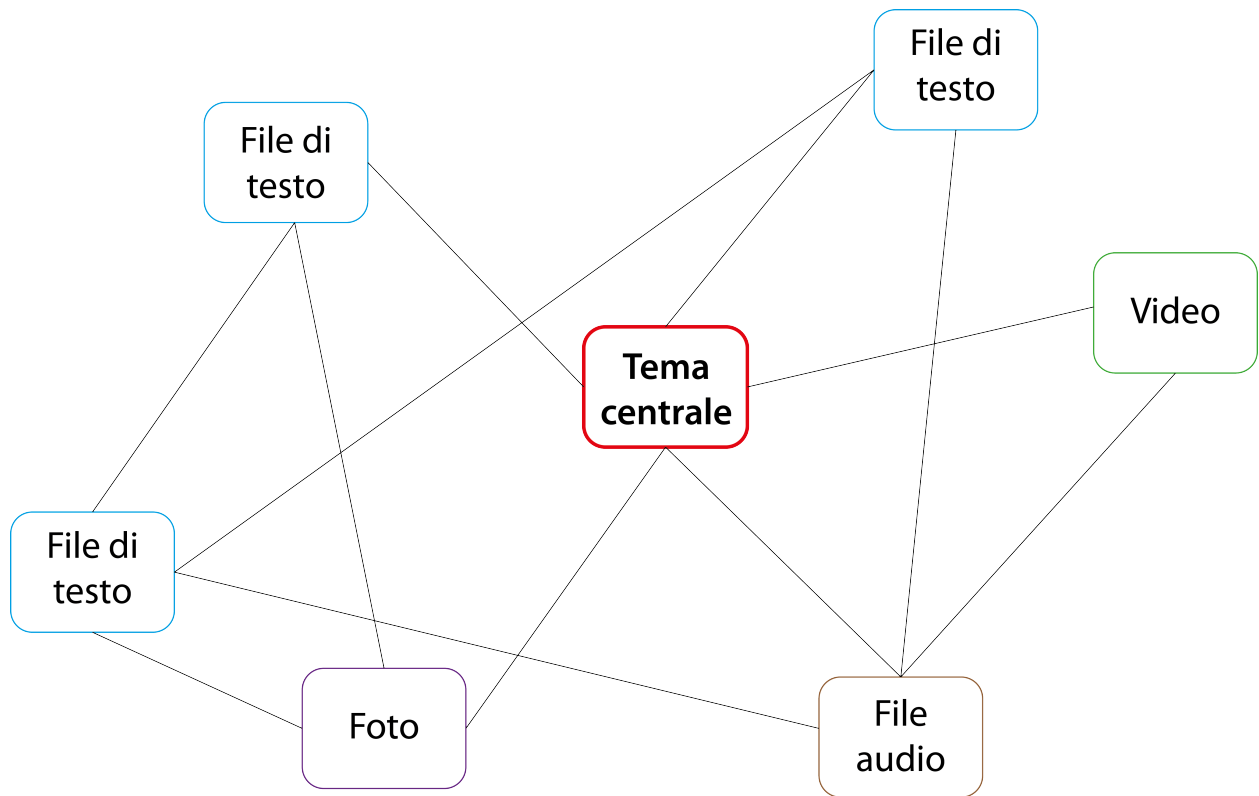 File di
testo
File di
testo
Video
Tema
centrale
File di
testo
Foto
File
audio